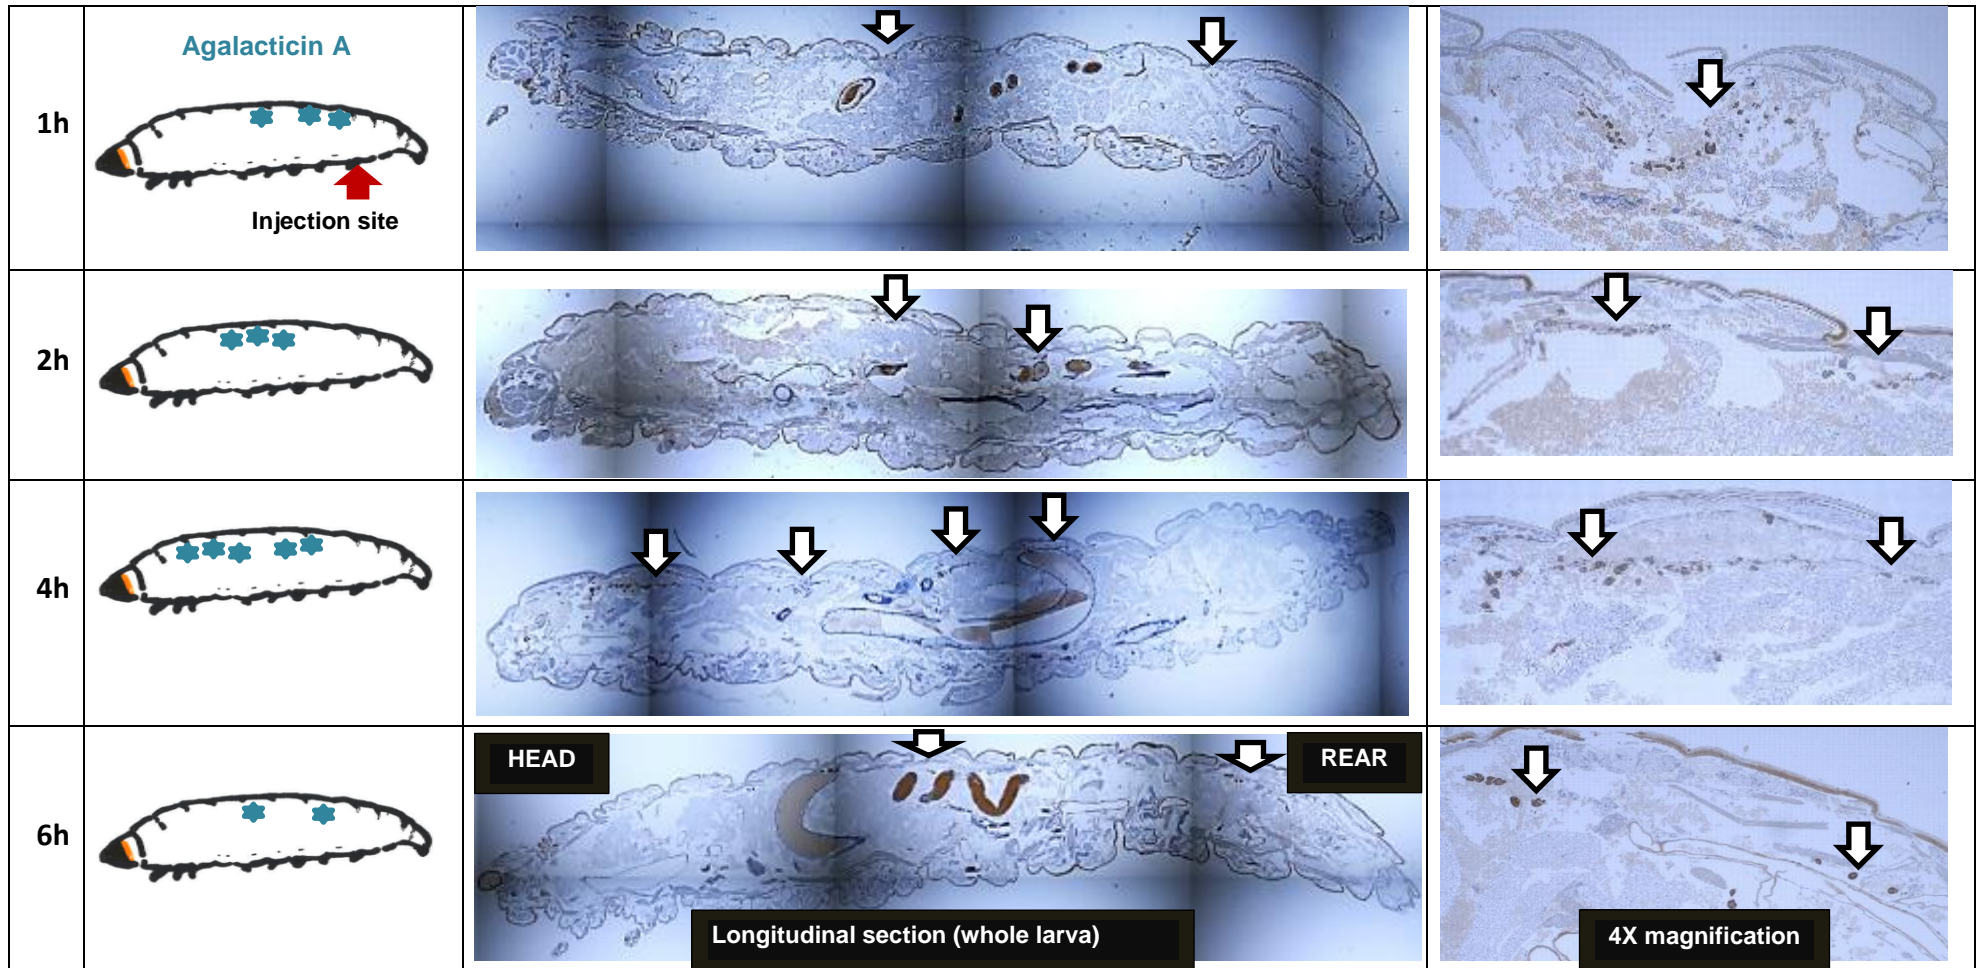 Agalacticin A
1h
Injection site
2h
4h
HEAD
REAR
6h
Longitudinal section (whole larva)
4X magnification